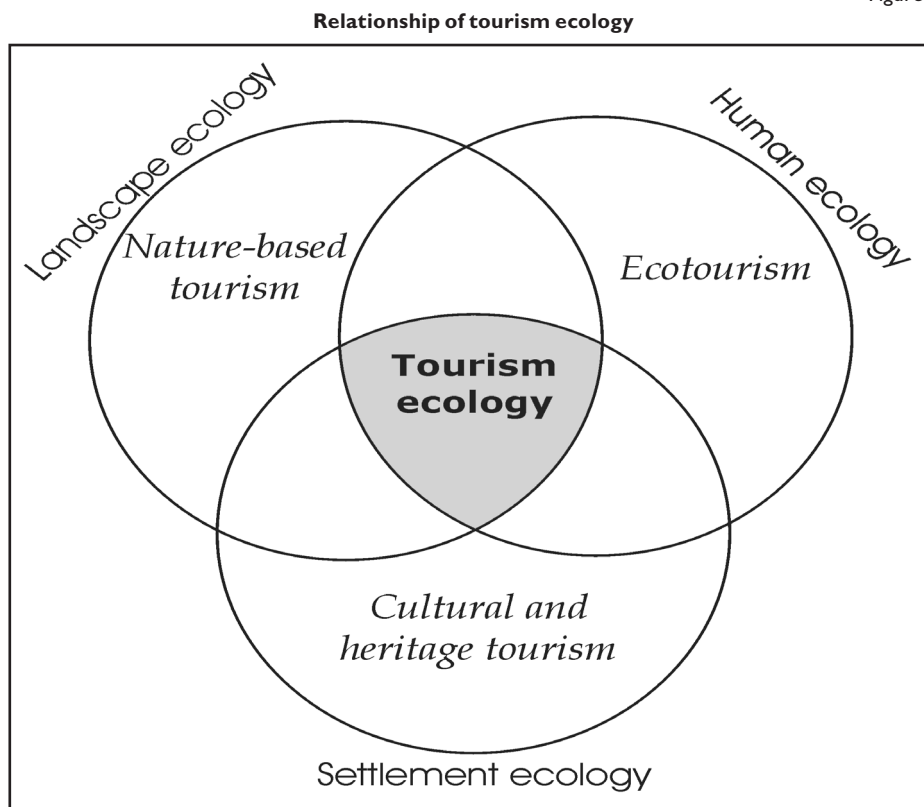 Relationship of tourism ecology
Landscape ecology
Human ecology
Nature-based
tourism
Ecotourism
Tourism
ecology
Cultural and
heritage tourism
Settlement ecology